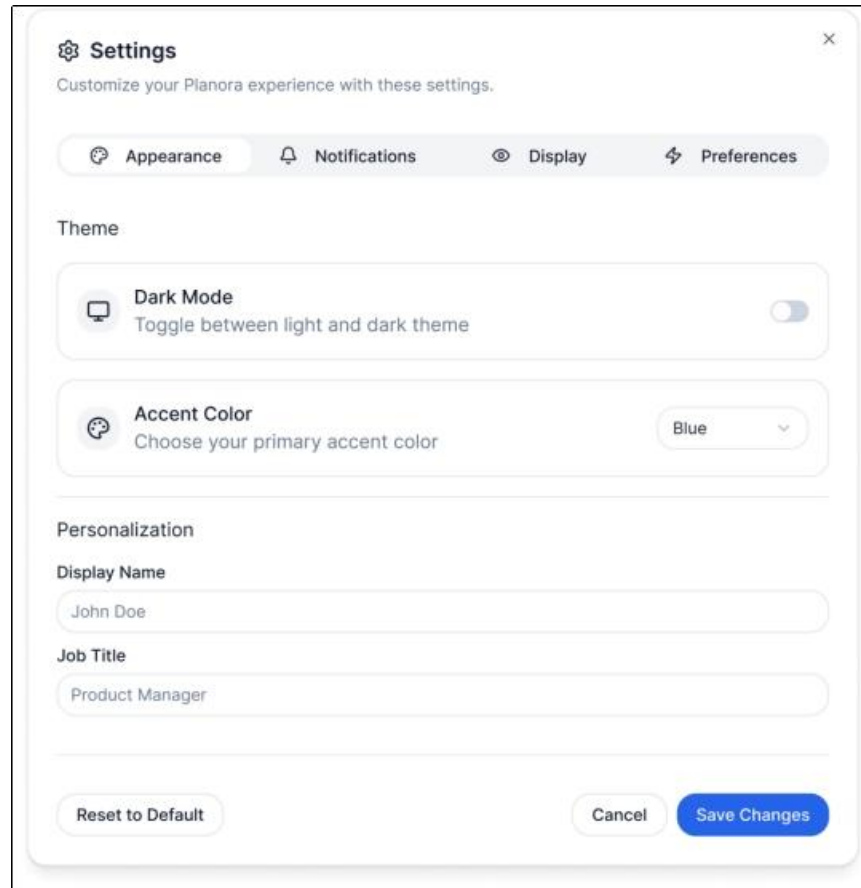 Settings
Customize your Planora experience with these settings.
Appearance Notifications Display Preferences
Theme
Dark Mode
Toggle between light and dark theme
Accent Color
Choose your primary accent color
Blue
Personalization
Display Name
John Doe
Job Title
Product Manager
Reset to Default Cancel Save Changes